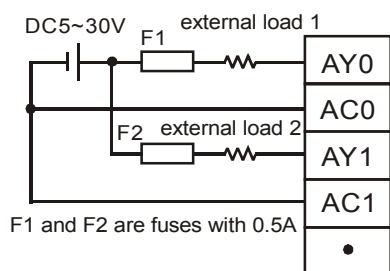 DC5~30V
external load 1
F1
AY0
AC0
F2
external load 2
AY1
AC1
F1 and F2 are fuses with 0.5A